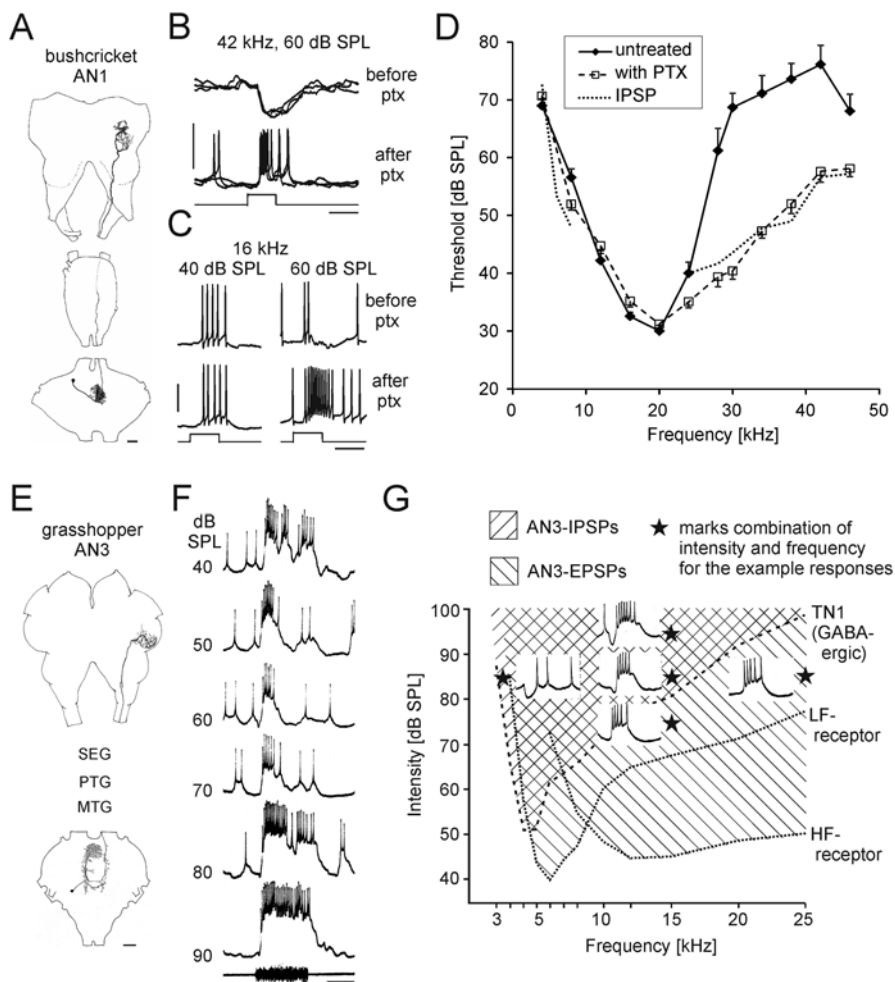 A
bushcricket
AN1
B
42 kHz, 60 dB SPL
before
ptx
after
ptx
C
16 kHz
40 dB
SPL
60 dB SPL
before
ptx
after
ptx
D
Threshold [dB SPL]
80
70
60
50
40
30
20
0
10
20
30
40
50
Frequency [kHz]
untreated
with PTX
IPSP
E
grasshopper
AN3
SEG
PTG
MTG
F
dB
SPL
40
50
60
70
80
90
G
AN3-IPSPs
AN3-EPSPs
marks combination of
intensity and frequency
for the example responses
Intensity [dB SPL]
100
90
80
70
60
50
40
3
5
10
15
20
25
Frequency [kHz]
TN1
(GABA-
ergic)
LF-
receptor
HF-
receptor